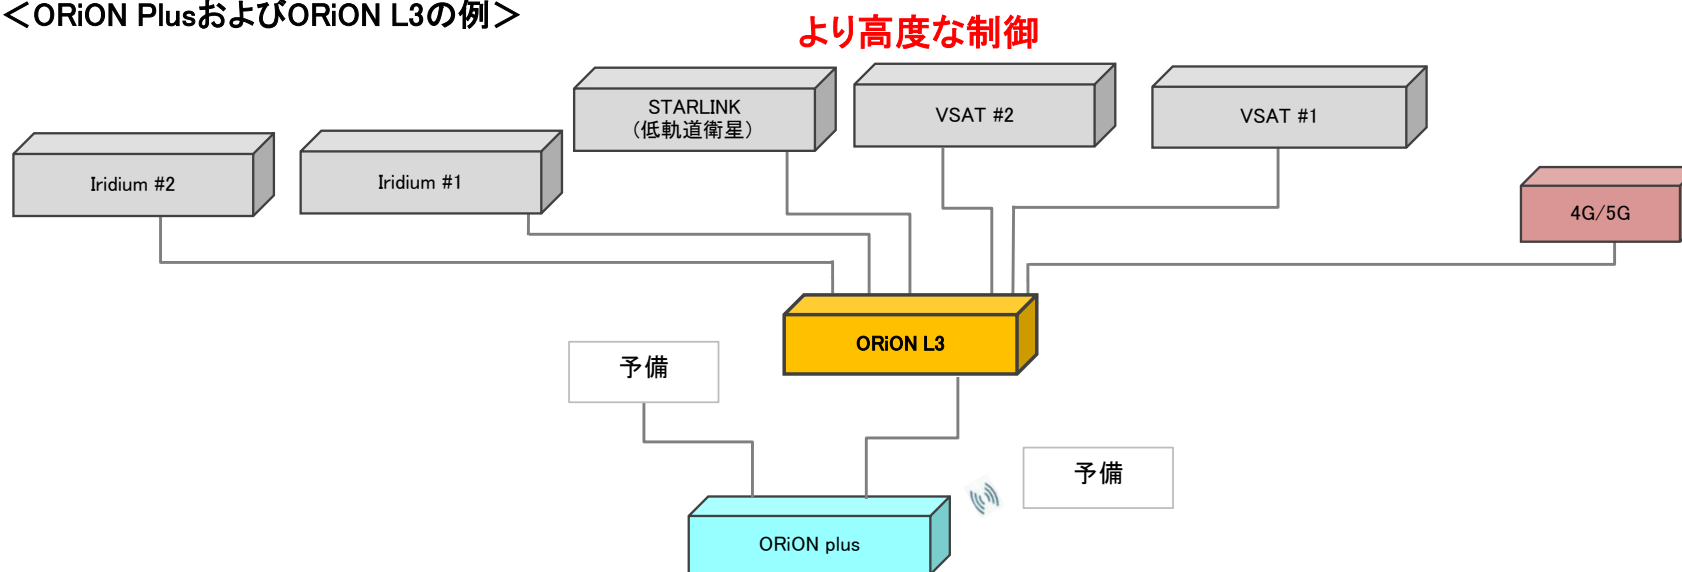 ＜ORiON PlusおよびORiON L3の例＞
より高度な制御
STARLINK
（低軌道衛星）
VSAT #2
VSAT #1
Iridium #2
Iridium #1
4G/5G
ORiON L3
予備
予備
ORiON plus